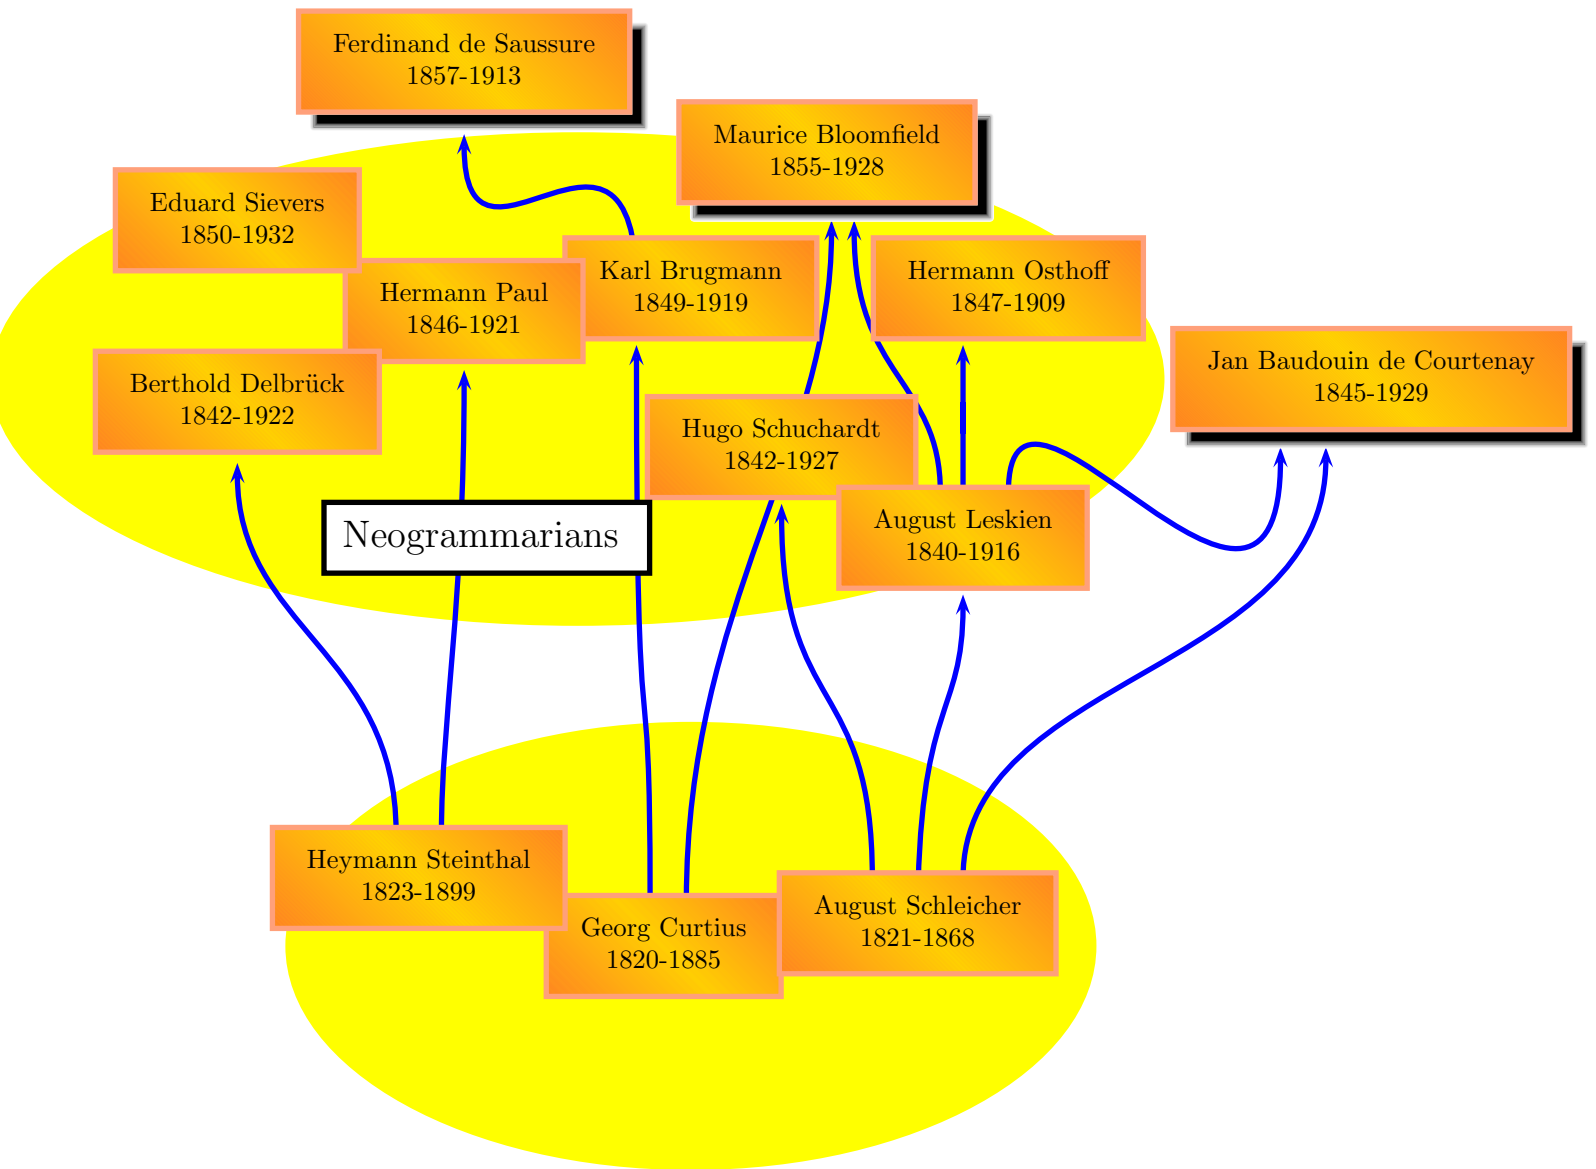 Ferdinand de Saussure
1857-1913
Maurice Bloomfield
1855-1928
Eduard Sievers
1850-1932
Hermann Paul
1846-1921
Karl Brugmann
1849-1919
Hermann Osthoff
1847-1909
Berthold Delbrück
1842-1922
Jan Baudouin de Courtenay
1845-1929
Hugo Schuchardt
1842-1927
August Leskien
1840-1916
Neogrammarians
Heymann Steinthal
1823-1899
Georg Curtius
1820-1885
August Schleicher
1821-1868